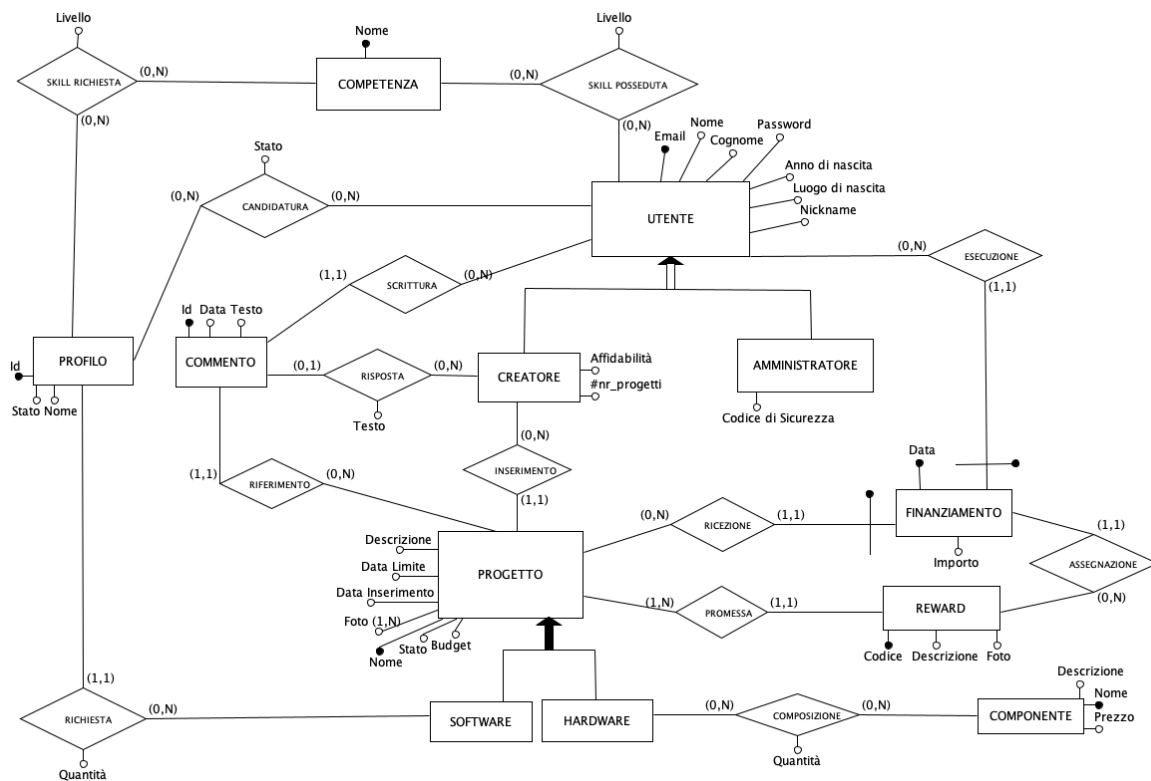 Livello
Livello
Nome
(0,N)
(0,N)
SKILL RICHIESTA
COMPETENZA
SKILL POSSEDUTA
(0,N)
(0,N)
Email
Nome
Cognome
Password
Stato
Anno di nascita
Luogo di nascita
Nickname
(0,N)
CANDIDATURA
(0,N)
UTENTE
(0,N)
ESECUZIONE
(1,1)
(1,1)
SCRITTURA
(0,N)
Id
Data
Testo
PROFILO
Id
Stato
Nome
COMMENTO
(0,1)
RISPOSTA
(0,N)
Testo
CREATORE
Affidabilità
#nr_progetti
AMMINISTRATORE
Codice di Sicurezza
(0,N)
INSERIMENTO
(1,1)
(1,1)
RIFERIMENTO
(0,N)
Data
FINANZIAMENTO
Importo
(0,N)
RICEZIONE
(1,1)
(1,1)
ASSEGNAZIONE
(0,N)
Descrizione
Data Limite
Data Inserimento
Foto (1,N)
Nome
Stato
Budget
PROGETTO
(1,N)
PROMESSA
(1,1)
REWARD
Codice
Descrizione
Foto
(1,1)
RICHIESTA
(0,N)
Quantità
SOFTWARE
HARDWARE
(0,N)
COMPOSIZIONE
(0,N)
Quantità
COMPONENTE
Descrizione
Nome
Prezzo